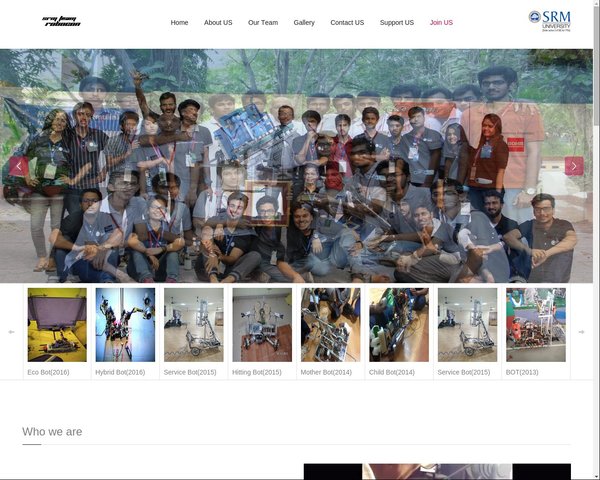 SRM TEAM
ROBOCON
Home About US Our Team Gallery Contact US Support US Join US
SRM
UNIVERSITY
Eco Bot(2016) Hybrid Bot(2016) Service Bot(2015) Hitting Bot(2015) Mother Bot(2014) Child Bot(2014) Service Bot(2015) BOT(2013)
Who we are